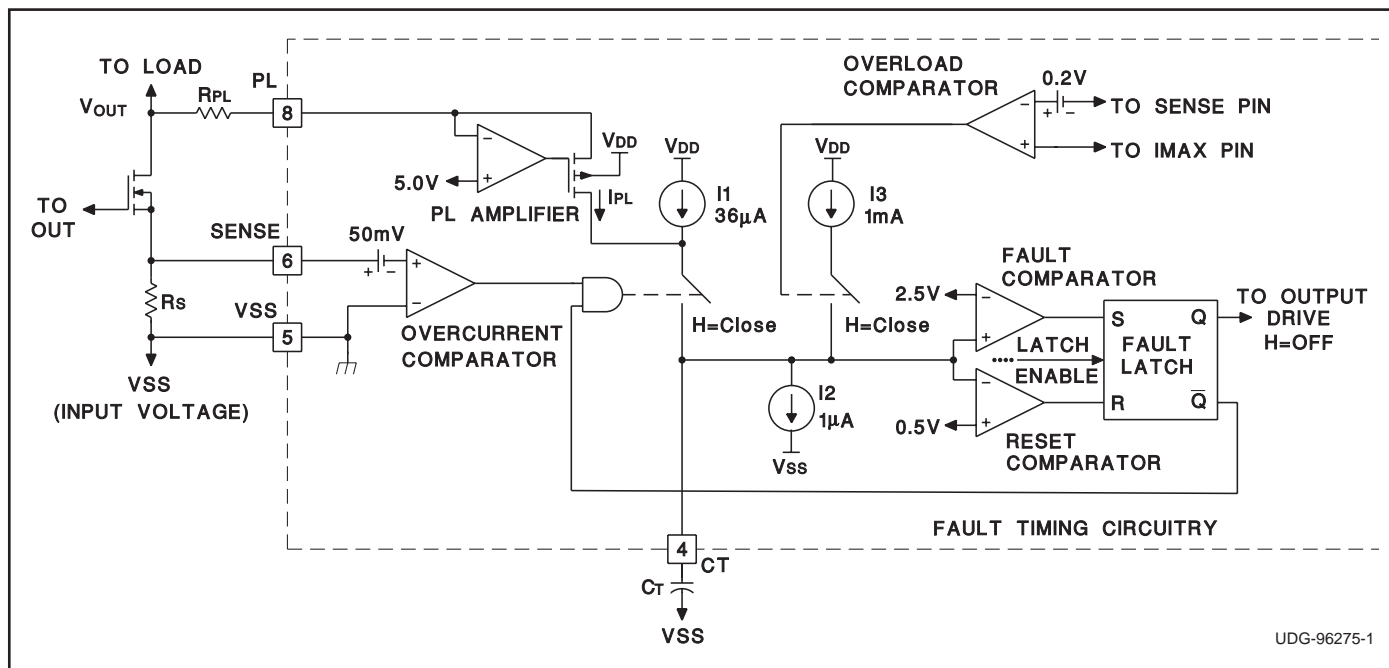 TO LOAD
VOUT
RPL
PL
8
TO
OUT
SENSE
6
RS
VSS
5
VSS
(INPUT VOLTAGE)
5.0V
PL AMPLIFIER
VDD
IPL
50mV
+ -
+
-
OVERCURRENT
COMPARATOR
VDD
I1
36µA
H=Close
OVERLOAD
COMPARATOR
0.2V
+ -
TO SENSE PIN
TO IMAX PIN
-
+
VDD
I3
1mA
H=Close
I2
1µA
VSS
FAULT
COMPARATOR
2.5V
-
+
LATCH
ENABLE
-
+
0.5V
RESET
COMPARATOR
S Q
FAULT
LATCH
R Q̅
TO OUTPUT
DRIVE
H=OFF
FAULT TIMING CIRCUITRY
4
CT
CT
VSS
-
+
UDG-96275-1